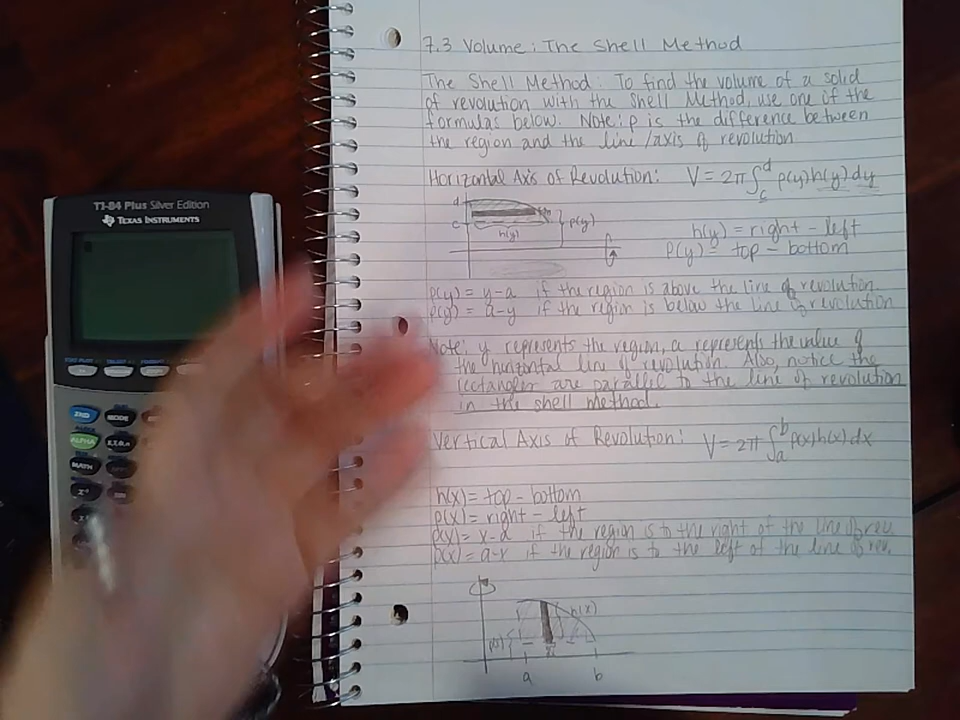 7.3 Volume: The Shell Method
The Shell Method: To find the volume of a solid
of revolution with the Shell Method, use one of the
formulas below. Note: p is the difference between
the region and the line/axis of revolution
Horizontal Axis of Revolution: V = 2π∫_c^d p(y)h(y)dy
d
c
p(y)
h(y)
h(y) = right - left
p(y) = top - bottom
p(y) = y-a if the region is above the line of revolution
p(y) = a-y if the region is below the line of revolution
Note: y represents the region, a represents the value of
the horizontal line of revolution. Also, notice the
rectangles are parallel to the line of revolution
in the shell method.
Vertical Axis of Revolution: V = 2π∫_a^b p(x)h(x)dx
h(x) = top - bottom
p(x) = right - left
p(x) = x-a if the region is to the right of the line of rev.
p(x) = a-x if the region is to the left of the line of rev.
h(x)
a b
TI-84 Plus Silver Edition
TEXAS INSTRUMENTS
2ND
MODE
ALPHA
X,T,θ,n
MATH